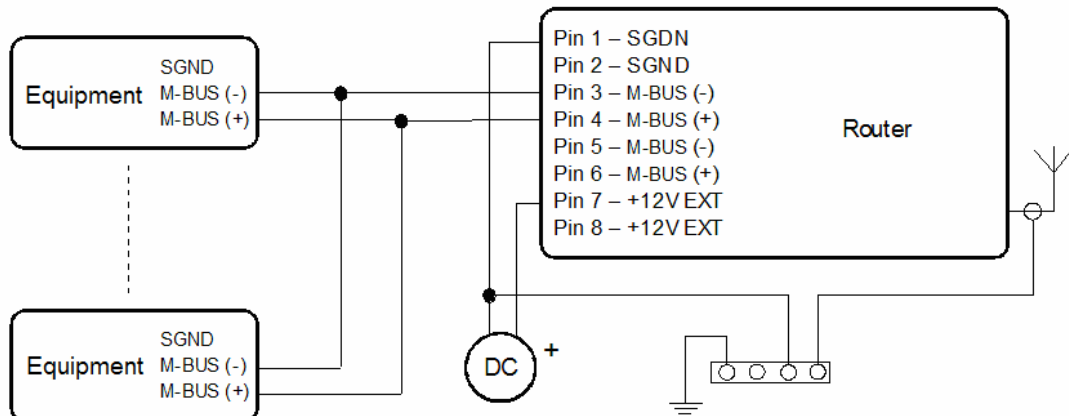 SGND
Equipment M-BUS (-)
M-BUS (+)
Pin 1 – SGDN
Pin 2 – SGND
Pin 3 – M-BUS (-)
Pin 4 – M-BUS (+)
Pin 5 – M-BUS (-)
Pin 6 – M-BUS (+)
Pin 7 – +12V EXT
Pin 8 – +12V EXT
Router
SGND
Equipment M-BUS (-)
M-BUS (+)
DC +